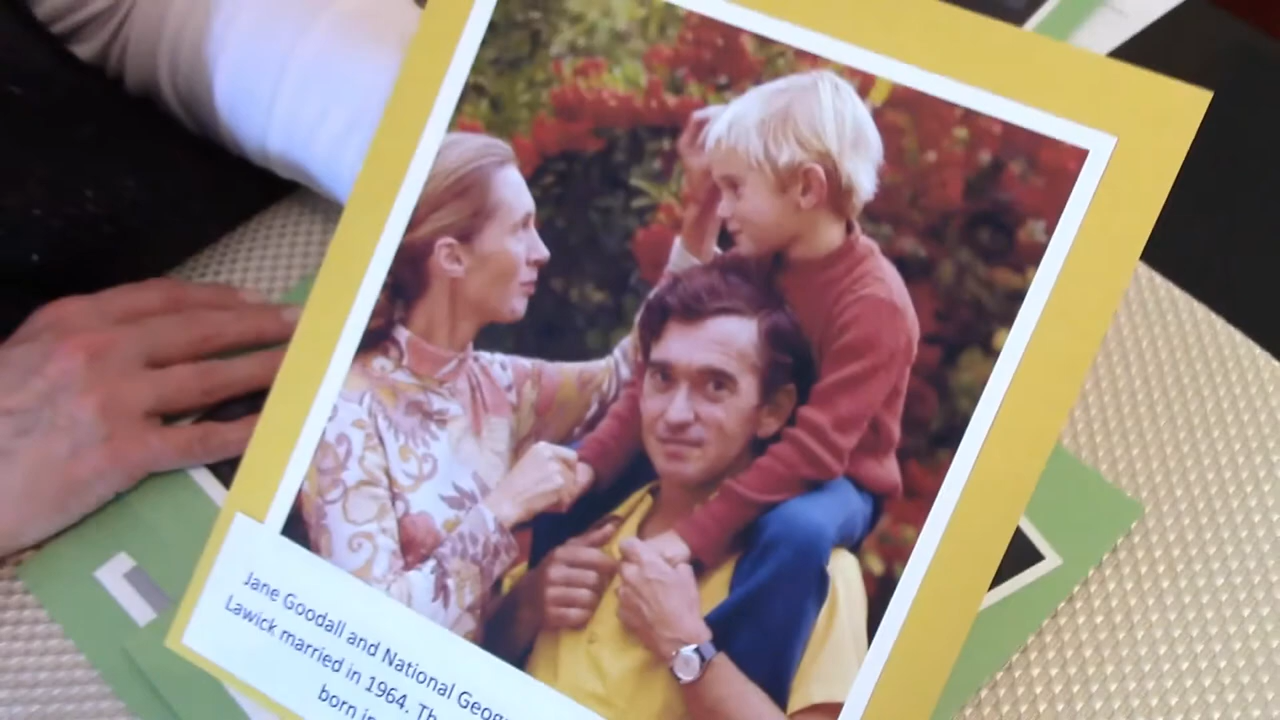 Jane Goodall and National Geog
Lawick married in 1964. Th
born in